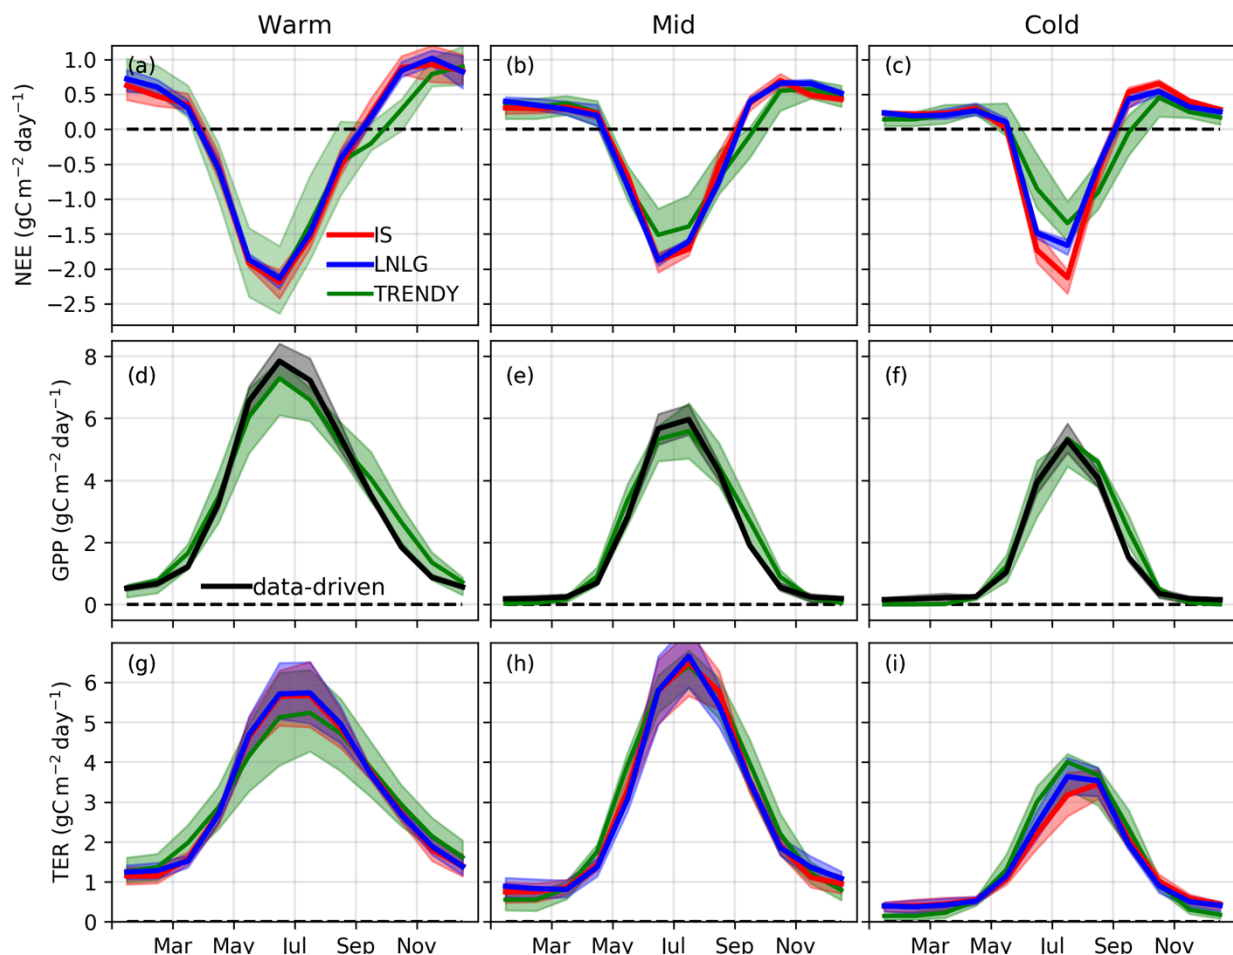 Warm Mid Cold
NEE (gC m⁻² day⁻¹)
1.0
0.5
0.0
−0.5
−1.0
−1.5
−2.0
−2.5
(a) (b) (c)
IS
LNLG
TRENDY
GPP (gC m⁻² day⁻¹)
8
6
4
2
0
(d) (e) (f)
data-driven
TER (gC m⁻² day⁻¹)
6
5
4
3
2
1
0
(g) (h) (i)
Mar May Jul Sep Nov Mar May Jul Sep Nov Mar May Jul Sep Nov